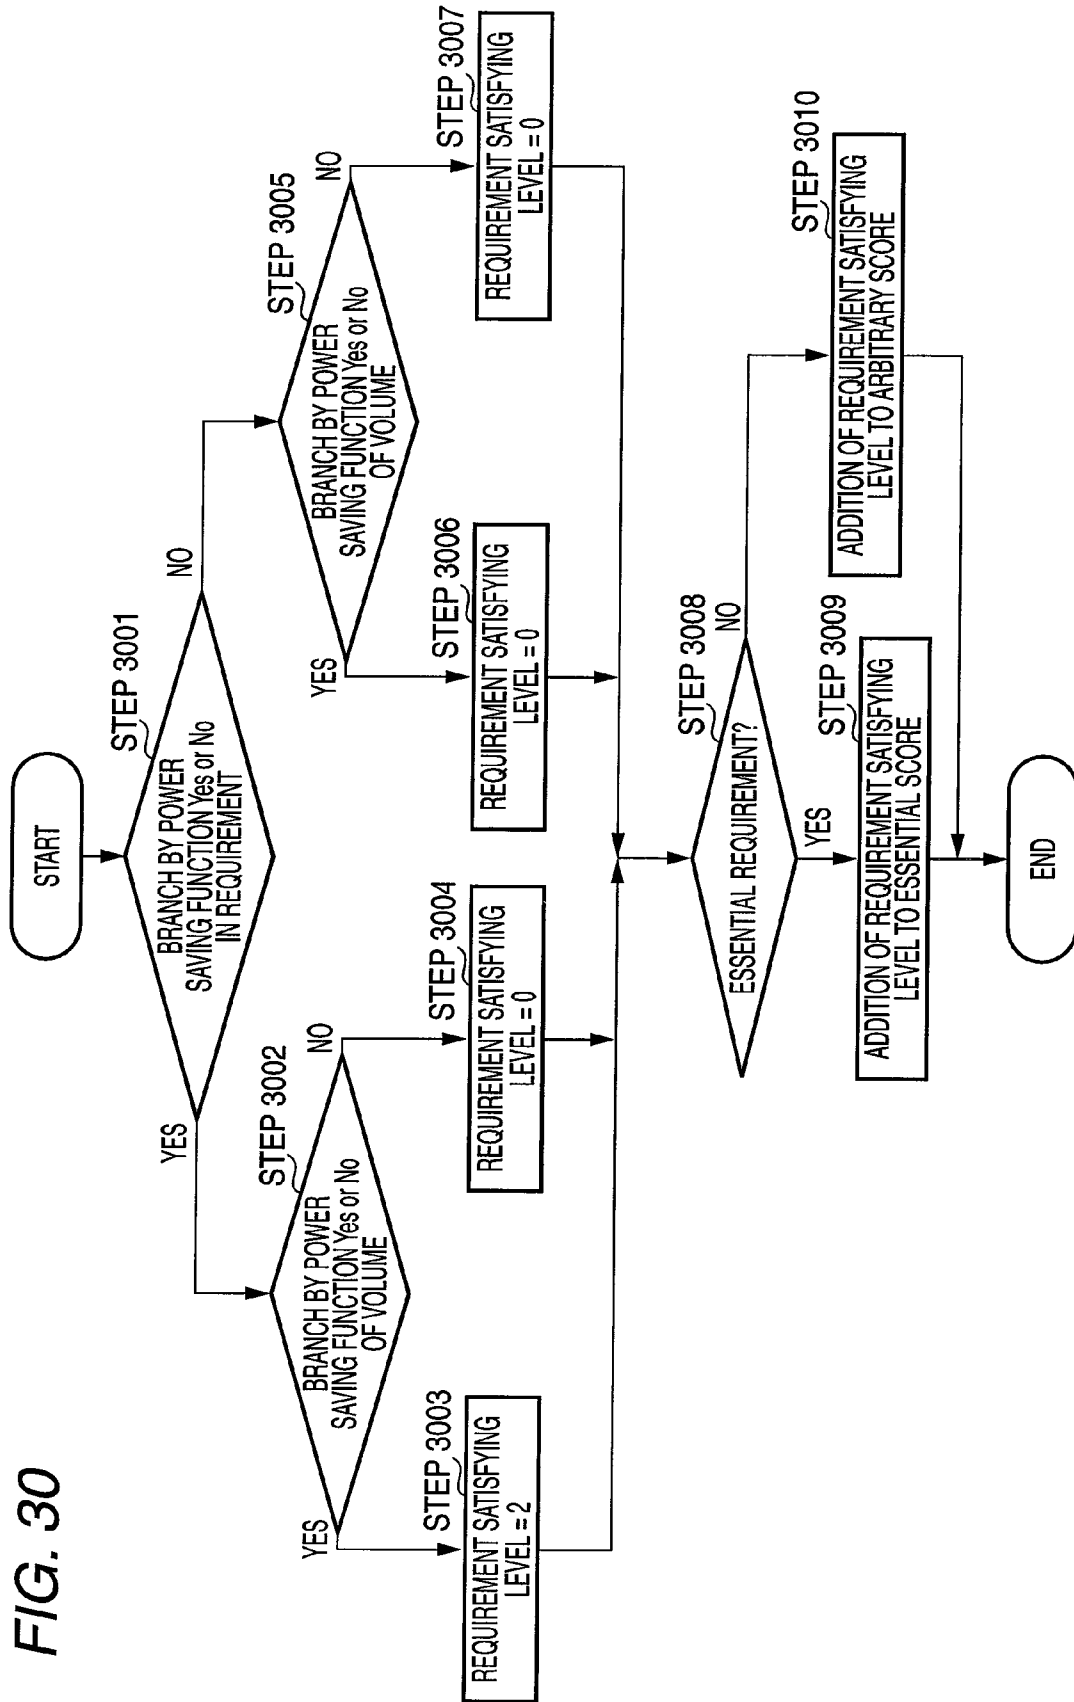 FIG. 30
START
STEP 3001
BRANCH BY POWER
SAVING FUNCTION Yes or No
IN REQUIREMENT
YES
NO
STEP 3002
BRANCH BY POWER
SAVING FUNCTION Yes or No
OF VOLUME
YES
NO
STEP 3005
BRANCH BY POWER
SAVING FUNCTION Yes or No
OF VOLUME
YES
NO
STEP 3003
REQUIREMENT SATISFYING
LEVEL = 2
STEP 3004
REQUIREMENT SATISFYING
LEVEL = 0
STEP 3006
REQUIREMENT SATISFYING
LEVEL = 0
STEP 3007
REQUIREMENT SATISFYING
LEVEL = 0
STEP 3008
ESSENTIAL REQUIREMENT?
NO
YES
STEP 3009
ADDITION OF REQUIREMENT SATISFYING
LEVEL TO ESSENTIAL SCORE
STEP 3010
ADDITION OF REQUIREMENT SATISFYING
LEVEL TO ARBITRARY SCORE
END